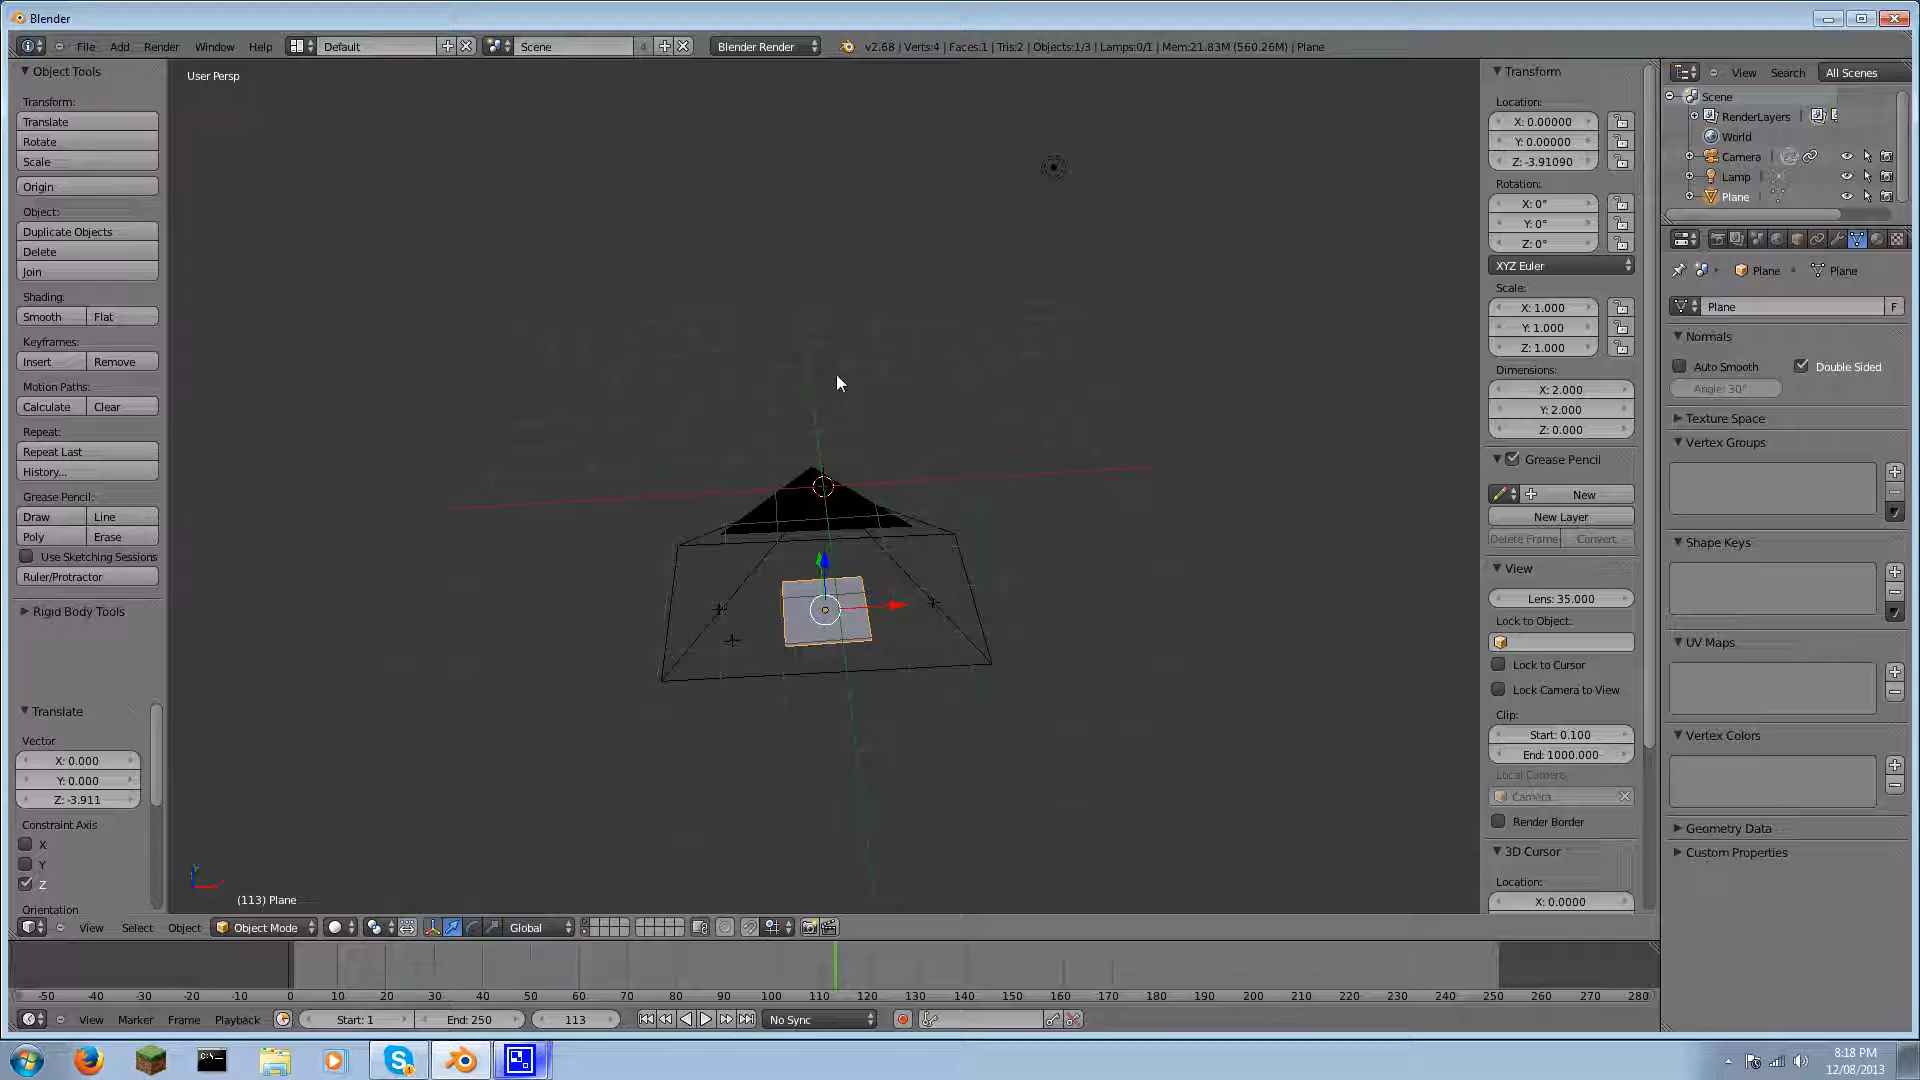 Blender
File Add Render Window Help Default Scene Blender Render v2.68 | Verts:4 | Faces:1 | Tris:2 | Objects:1/3 | Lamps:0/1 | Mem:21.83M (560.26M) | Plane
Object Tools
Transform:
Translate
Rotate
Scale
Origin
Object:
Duplicate Objects
Delete
Join
Shading:
Smooth Flat
Keyframes:
Insert Remove
Motion Paths:
Calculate Clear
Repeat:
Repeat Last
History...
Grease Pencil:
Draw Line
Poly Erase
Use Sketching Sessions
Ruler/Protractor
Rigid Body Tools
Translate
Vector
X: 0.000
Y: 0.000
Z: -3.911
Constraint Axis
X
Y
Z
Orientation
User Persp
(113) Plane
Transform
Location:
X: 0.00000
Y: 0.00000
Z: -3.91090
Rotation:
X: 0°
Y: 0°
Z: 0°
XYZ Euler
Scale:
X: 1.000
Y: 1.000
Z: 1.000
Dimensions:
X: 2.000
Y: 2.000
Z: 0.000
Grease Pencil
New
New Layer
Delete Frame Convert
View
Lens: 35.000
Lock to Object:
Lock to Cursor
Lock Camera to View
Clip:
Start: 0.100
End: 1000.000
Local Camera:
Camera
Render Border
3D Cursor
Location:
X: 0.0000
View Search All Scenes
Scene
RenderLayers
World
Camera
Lamp
Plane
Plane Plane
Plane F
Normals
Auto Smooth Double Sided
Angle: 30°
Texture Space
Vertex Groups
Shape Keys
UV Maps
Vertex Colors
Geometry Data
Custom Properties
View Select Object Object Mode Global
-50 -40 -30 -20 -10 0 10 20 30 40 50 60 70 80 90 100 110 120 130 140 150 160 170 180 190 200 210 220 230 240 250 260 270 280
View Marker Frame Playback Start: 1 End: 250 113 No Sync
8:18 PM
12/08/2013